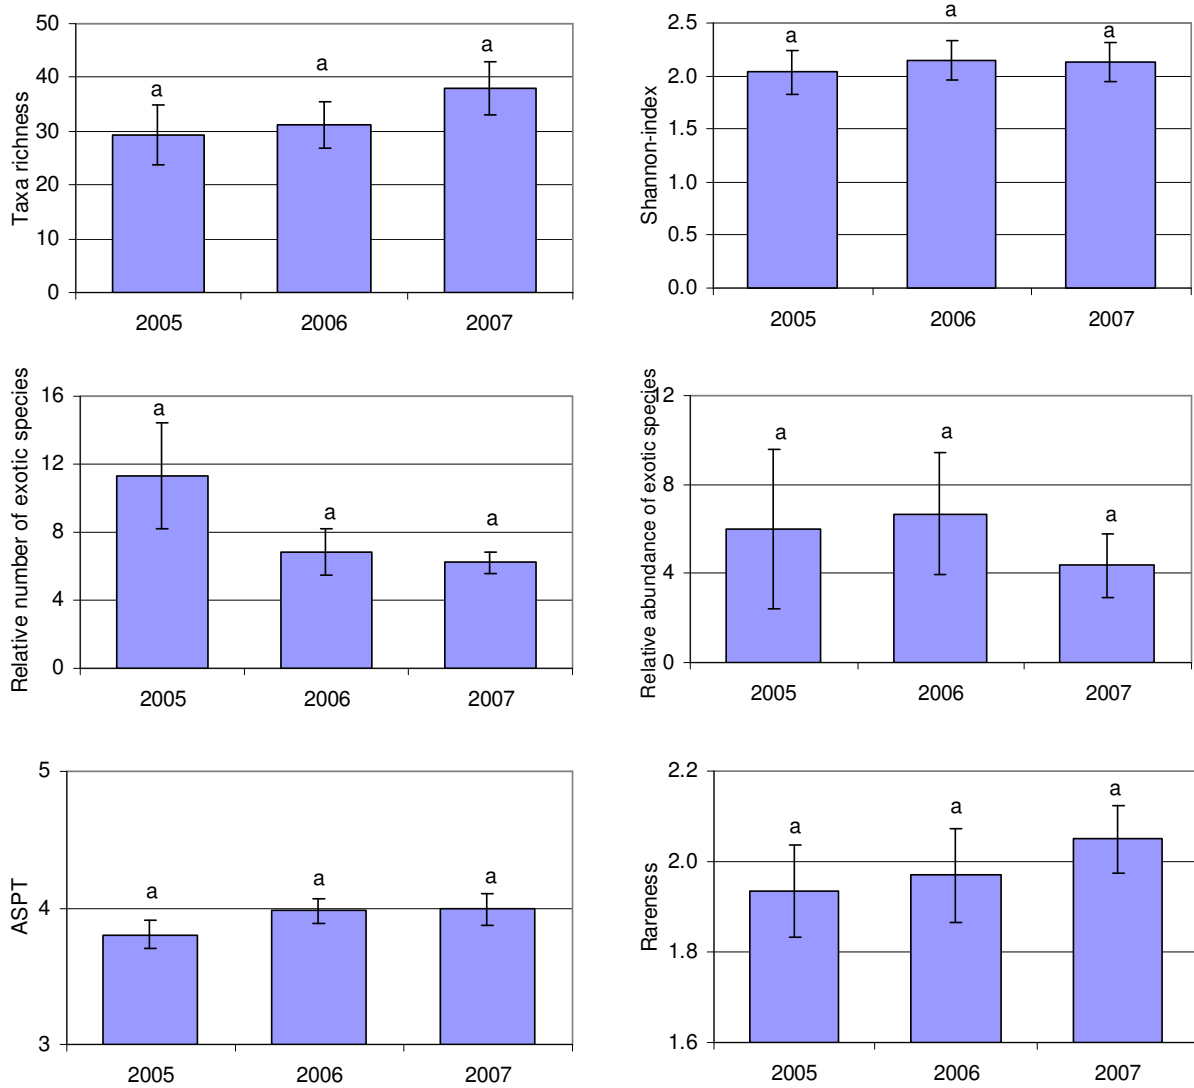 Taxa richness
50
40
30
20
10
0
a
a
a
2005
2006
2007
Shannon-index
2.5
2.0
1.5
1.0
0.5
0.0
a
a
a
2005
2006
2007
Relative number of exotic species
16
12
8
4
0
a
a
a
2005
2006
2007
Relative abundance of exotic species
12
8
4
0
a
a
a
2005
2006
2007
ASPT
5
4
3
a
a
a
2005
2006
2007
Rareness
2.2
2.0
1.8
1.6
a
a
a
2005
2006
2007